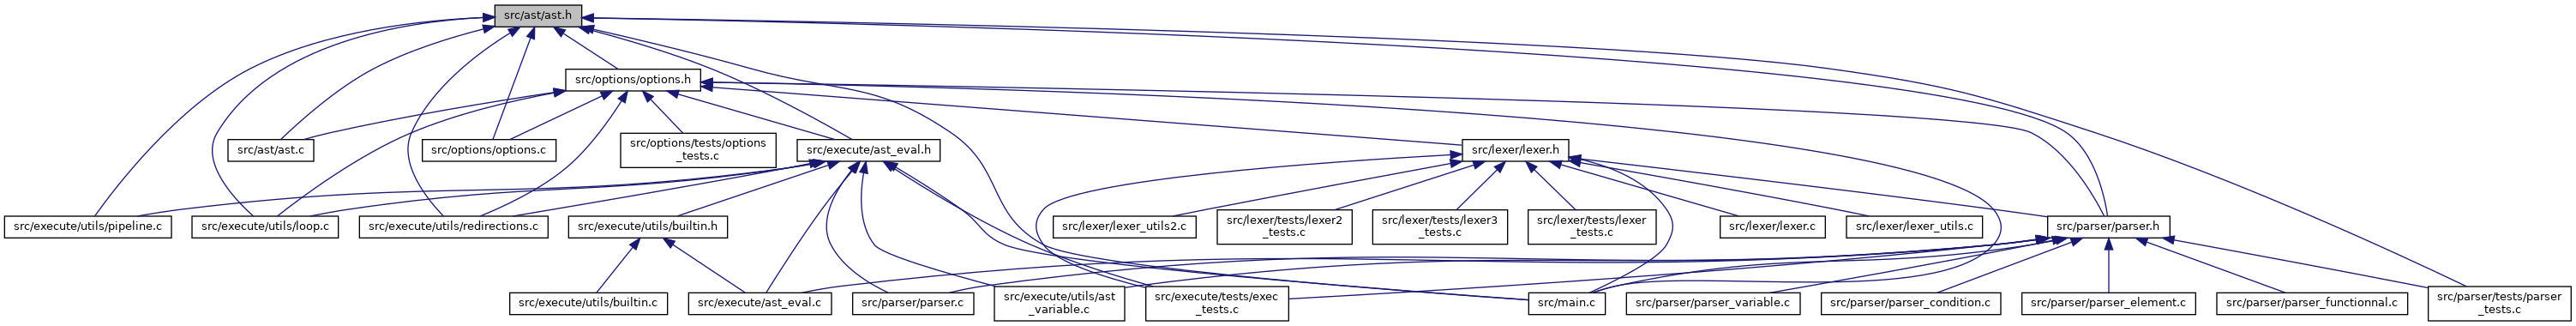 src/ast/ast.h
src/options/options.h
src/ast/ast.c
src/options/options.c
src/options/tests/options
_tests.c
src/execute/ast_eval.h
src/lexer/lexer.h
src/execute/utils/pipeline.c
src/execute/utils/loop.c
src/execute/utils/redirections.c
src/execute/utils/builtin.h
src/lexer/lexer_utils2.c
src/lexer/tests/lexer2
_tests.c
src/lexer/tests/lexer3
_tests.c
src/lexer/tests/lexer
_tests.c
src/lexer/lexer.c
src/lexer/lexer_utils.c
src/parser/parser.h
src/execute/utils/builtin.c
src/execute/ast_eval.c
src/parser/parser.c
src/execute/utils/ast
_variable.c
src/execute/tests/exec
_tests.c
src/main.c
src/parser/parser_variable.c
src/parser/parser_condition.c
src/parser/parser_element.c
src/parser/parser_functionnal.c
src/parser/tests/parser
_tests.c